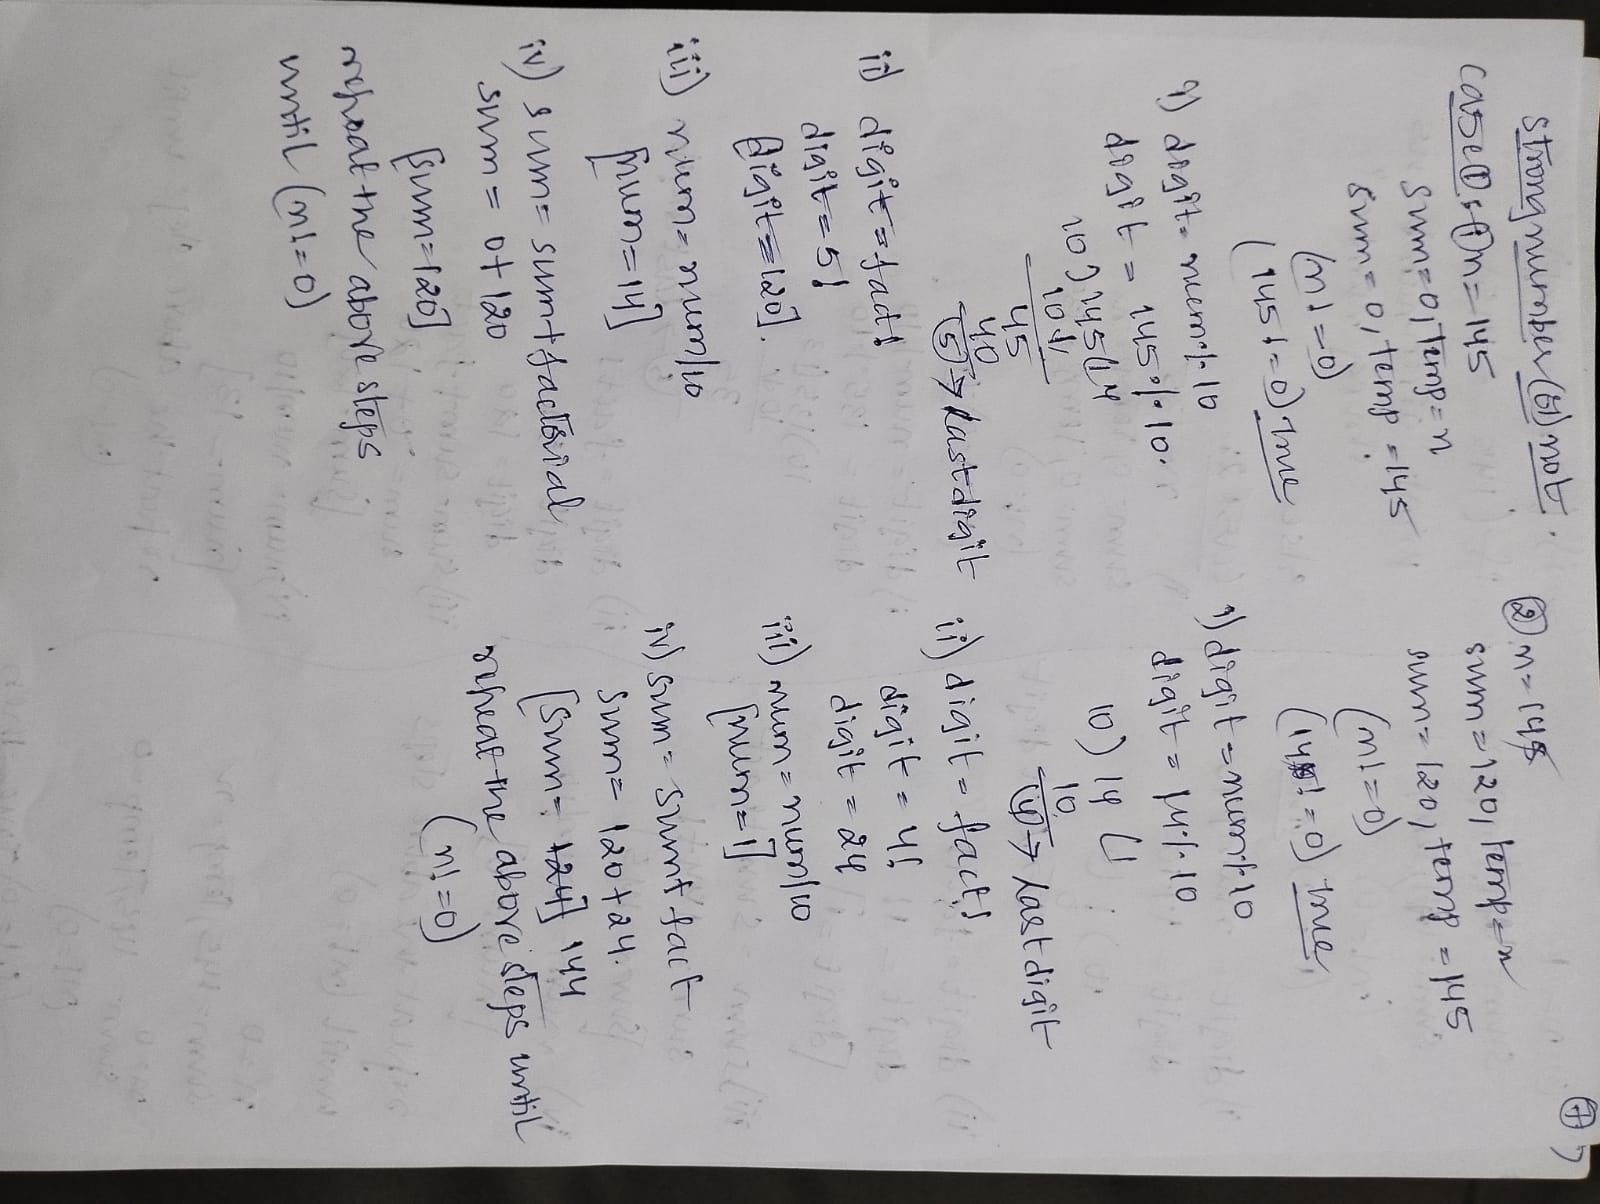 7
strong number (or) not.
case①: ① n=145
sum=0, Temp=n
sum=0, temp=145
(n!=0)
(145!=0) True
i) digit=num%10
digit=145%10.
10)145(14
10↓
45
40
5→Last digit
ii) digit=fact!
digit=5!
[digit=120].
iii) num=num/10
[num=14]
iv) sum=sum+factorial
sum=0+120
[sum=120]
repeat the above steps
until (n!=0)
② n=145
sum=120, temp=n
sum=120, temp=145
(n!=0)
(14!=0) True
i) digit=num%10
digit=14%10
10) 14 (1
10
4→Last digit
ii) digit=fact!
digit=4!
digit=24
iii) num=num/10
[num=1]
iv) sum=sum+fact
sum=120+24.
[sum=124] 144
repeat the above steps until
(n!=0)